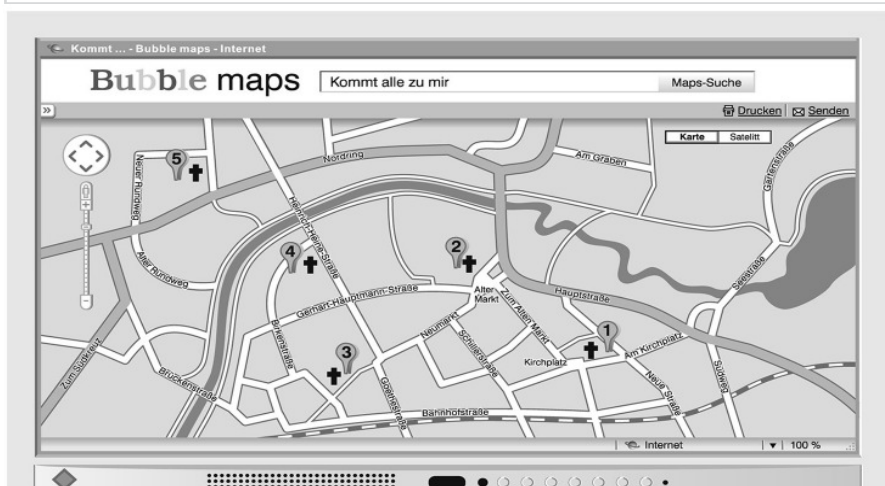 Kommt ... - Bubble maps - Internet
Bubble maps
Kommt alle zu mir
Maps-Suche
»
Drucken | Senden
Karte
Satelitt
5
Neuer Rundweg
Nordring
Am Graben
Gartenstraße
Heinrich-Heine-Straße
4
2
Alter Rundweg
Seestraße
Gerhart-Hauptmann-Straße
Alter
Markt
Hauptstraße
Zum Alten Markt
Neumarkt
1
Birkenstraße
Schillerstraße
3
Am Kirchplatz
Kirchplatz
Zum Südkreuz
Brückenstraße
Goethestraße
Neue Straße
Südweg
Bahnhofstraße
Internet
100 %